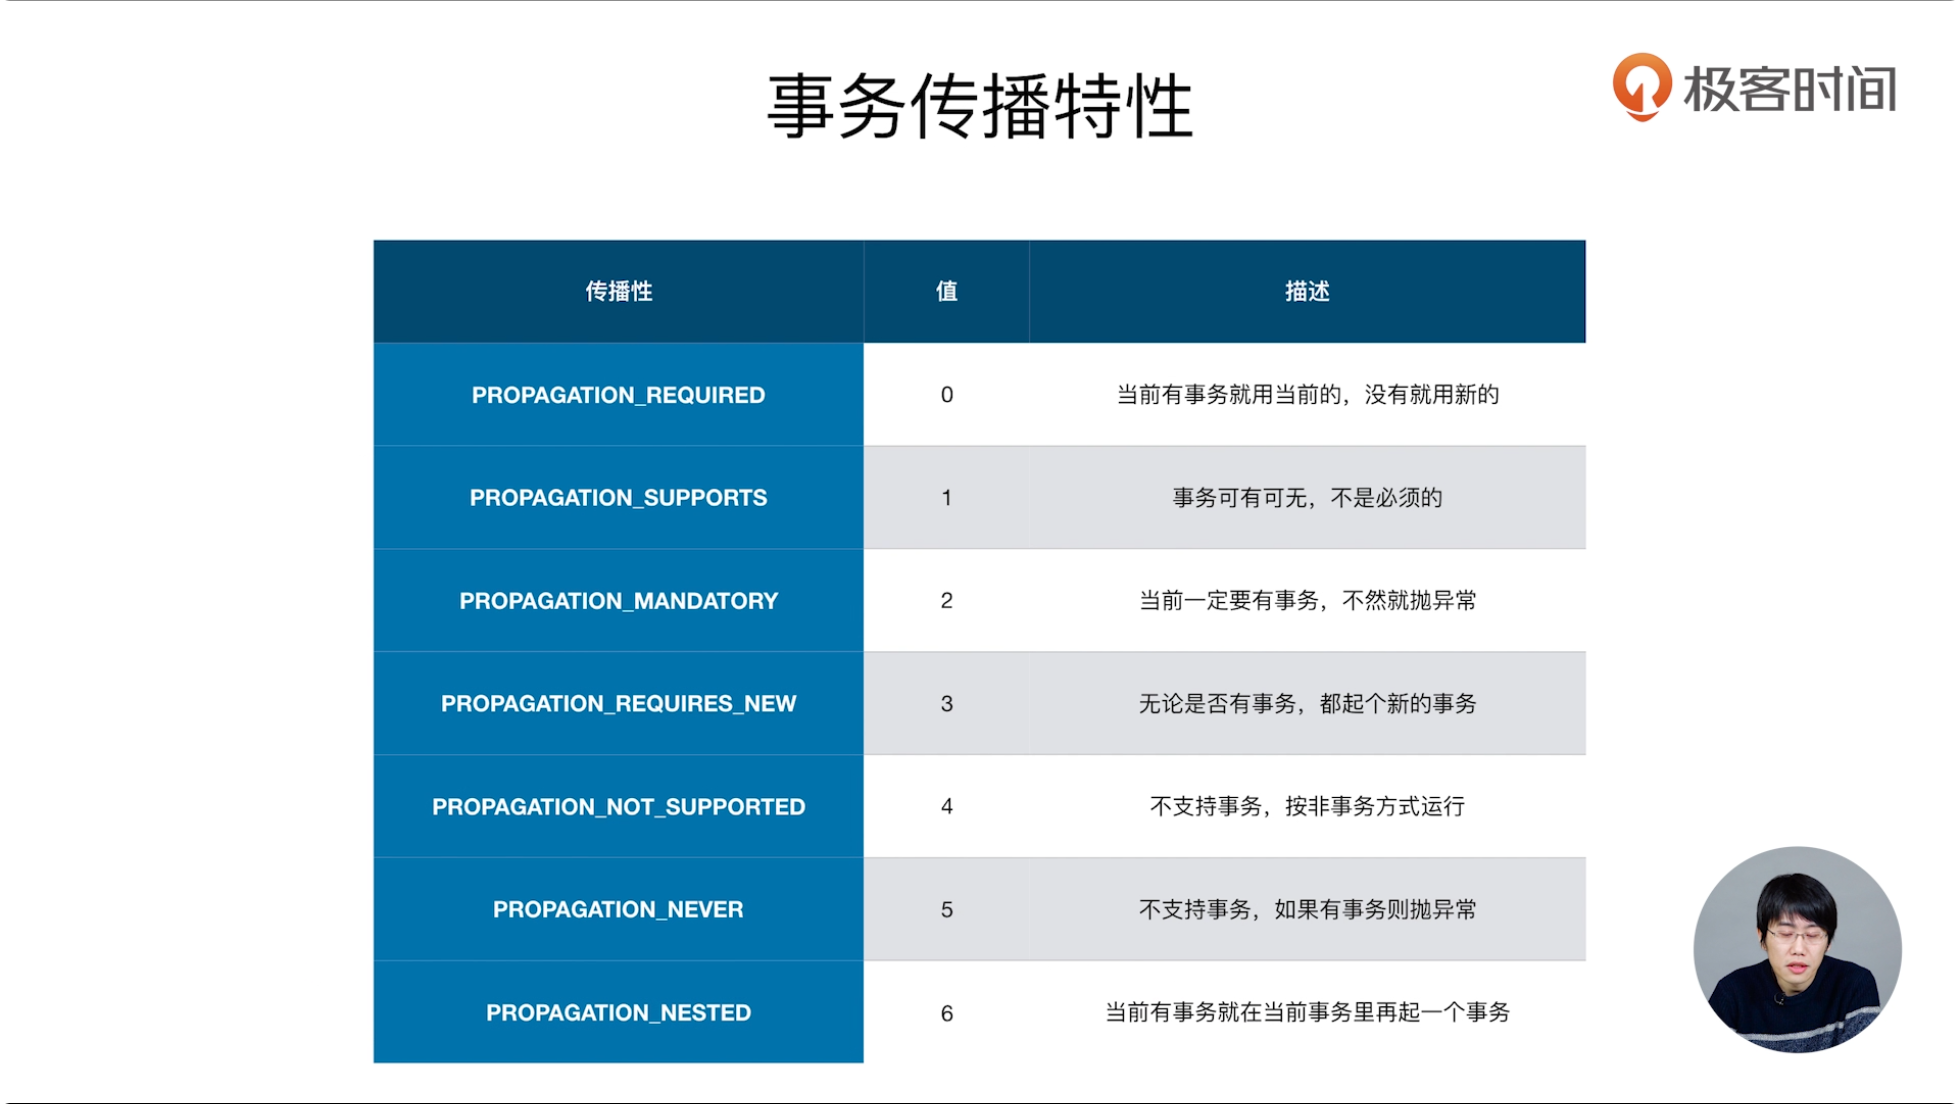 极客时间
事务传播特性
传播性 值 描述
PROPAGATION_REQUIRED 0 当前有事务就用当前的，没有就用新的
PROPAGATION_SUPPORTS 1 事务可有可无，不是必须的
PROPAGATION_MANDATORY 2 当前一定要有事务，不然就抛异常
PROPAGATION_REQUIRES_NEW 3 无论是否有事务，都起个新的事务
PROPAGATION_NOT_SUPPORTED 4 不支持事务，按非事务方式运行
PROPAGATION_NEVER 5 不支持事务，如果有事务则抛异常
PROPAGATION_NESTED 6 当前有事务就在当前事务里再起一个事务